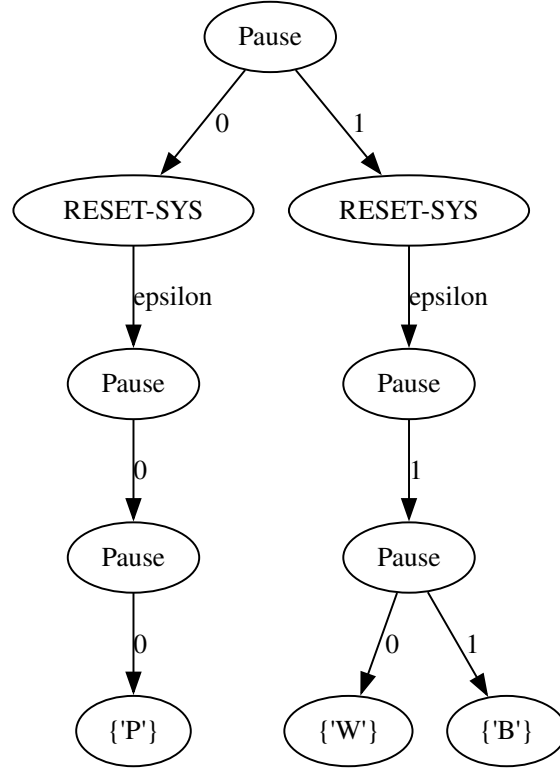 Pause
0 1
RESET-SYS RESET-SYS
epsilon epsilon
Pause Pause
0 1
Pause Pause
0 0 1
{'P'} {'W'} {'B'}